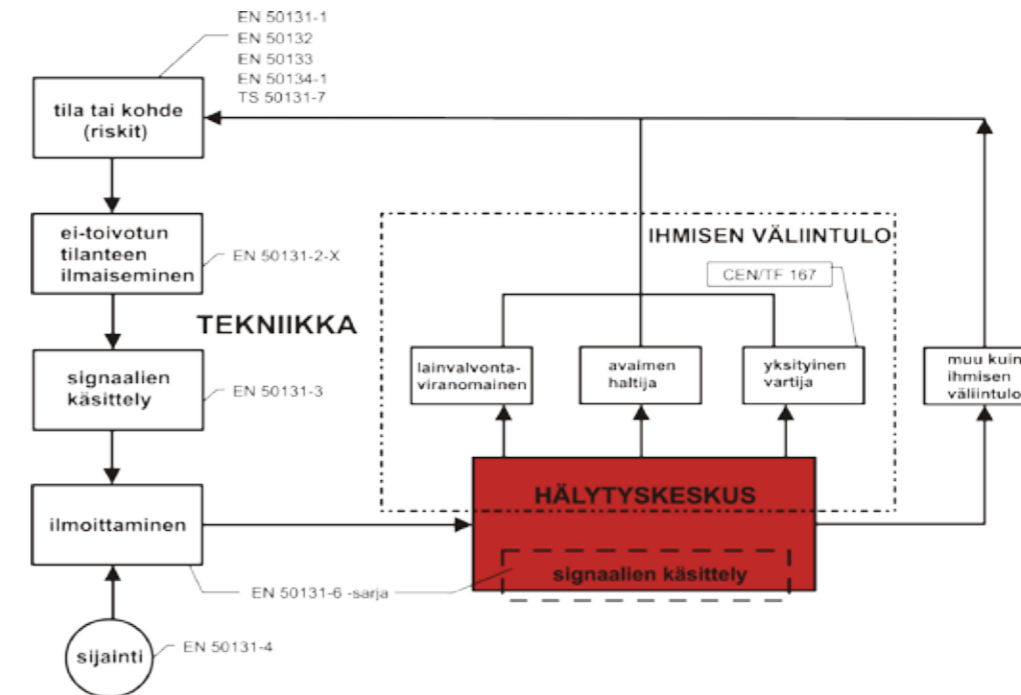 EN 50131-1
EN 50132
EN 50133
EN 50134-1
TS 50131-7
tila tai kohde
(riskit)
ei-toivotun
tilanteen
ilmaiseminen
EN 50131-2-X
IHMISEN VÄLIINTULO
CEN/TF 167
TEKNIIKKA
signaalien
käsittely
EN 50131-3
lainvalvonta-
viranomainen
avaimen
haltija
yksityinen
vartija
muu kuin
ihmisen
väliintulo
HÄLYTYSKESKUS
ilmoittaminen
signaalien käsittely
EN 50131-6 -sarja
sijainti
EN 50131-4